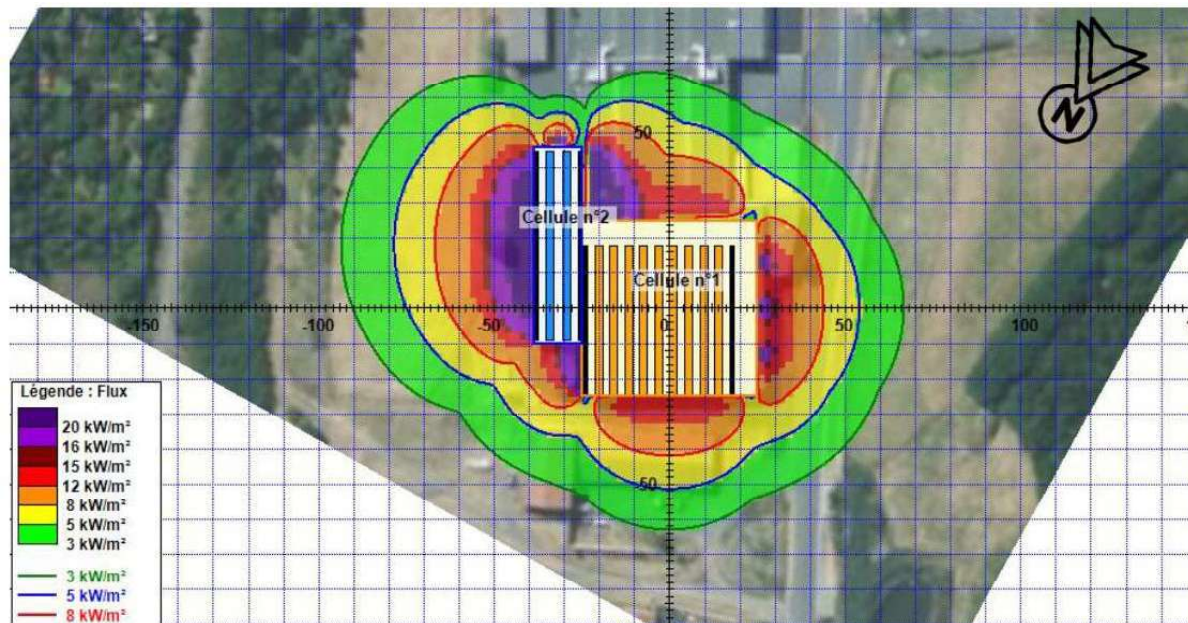 50
Cellule n°2
Cellule n°1
-150
-100
-50
0
50
100
-50
N
Légende : Flux
20 kW/m²
16 kW/m²
15 kW/m²
12 kW/m²
8 kW/m²
5 kW/m²
3 kW/m²
3 kW/m²
5 kW/m²
8 kW/m²